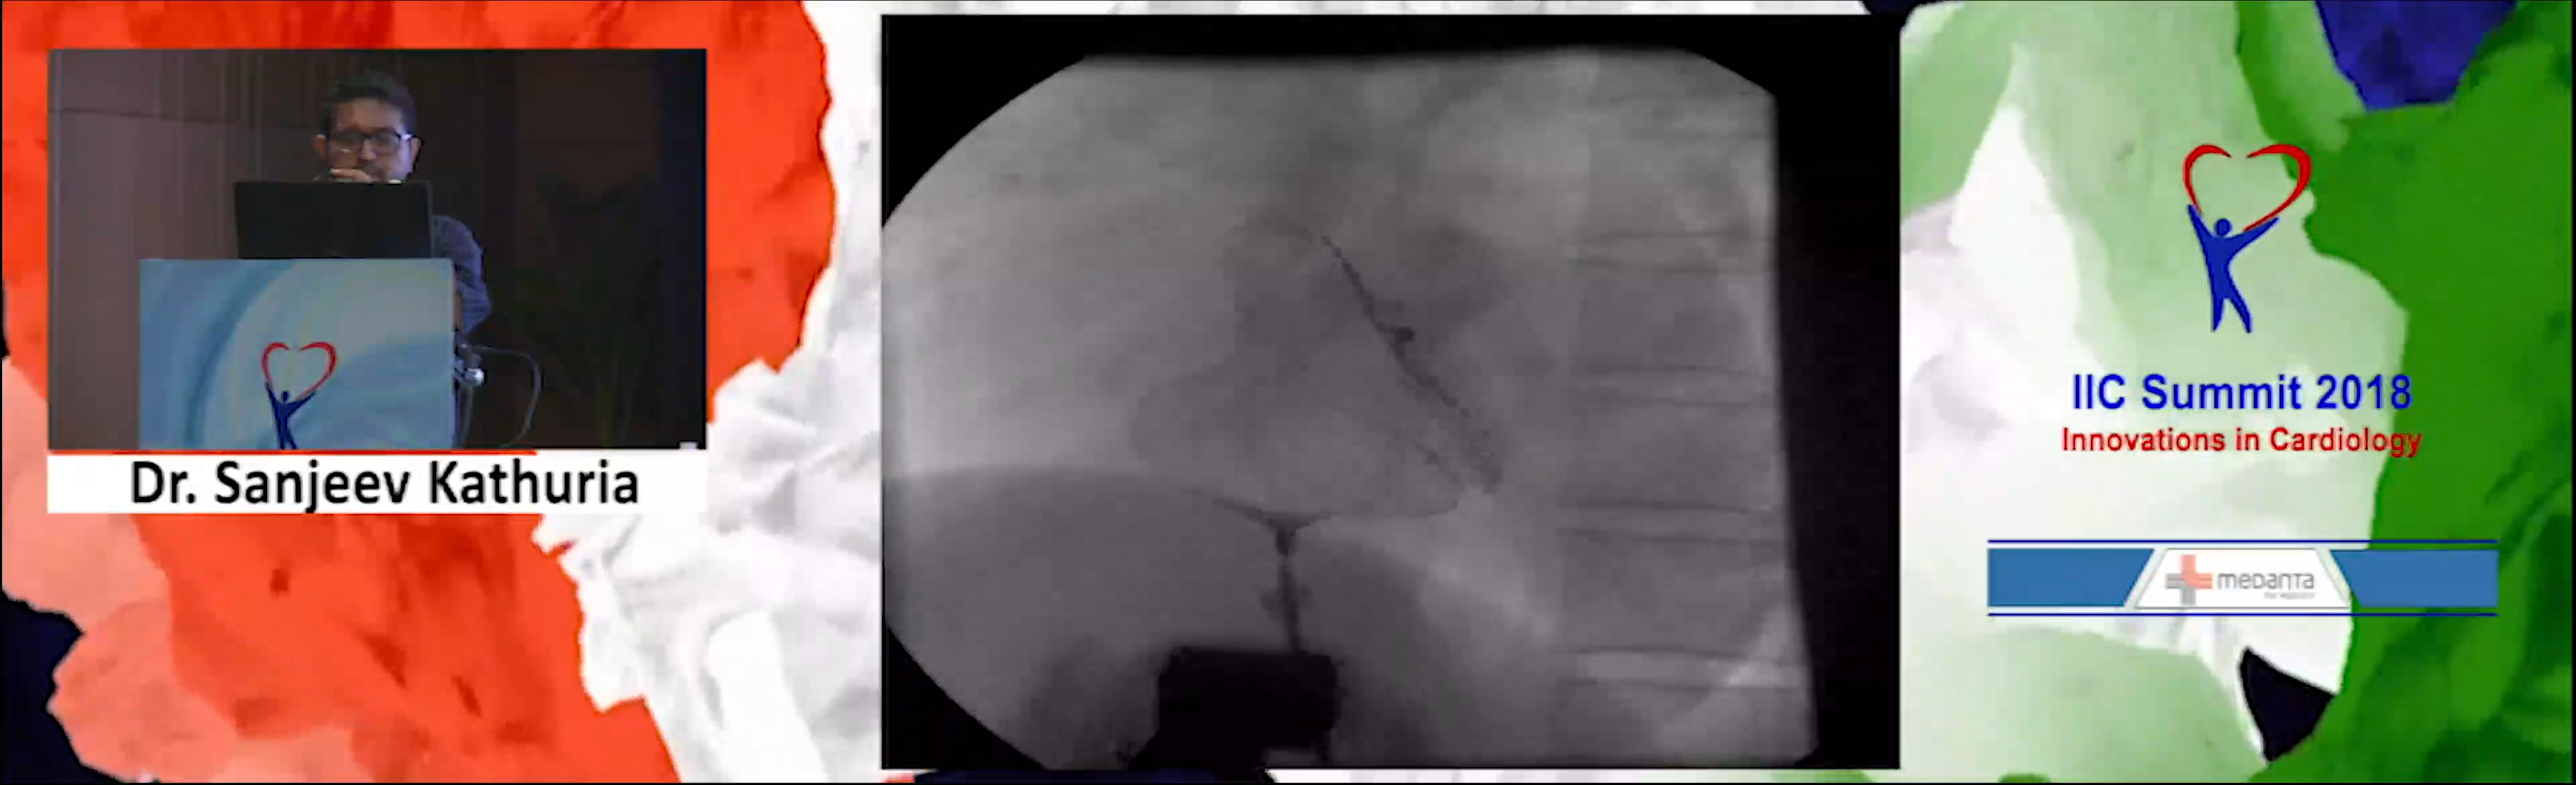 Dr. Sanjeev Kathuria
IIC Summit 2018
Innovations in Cardiology
medanta